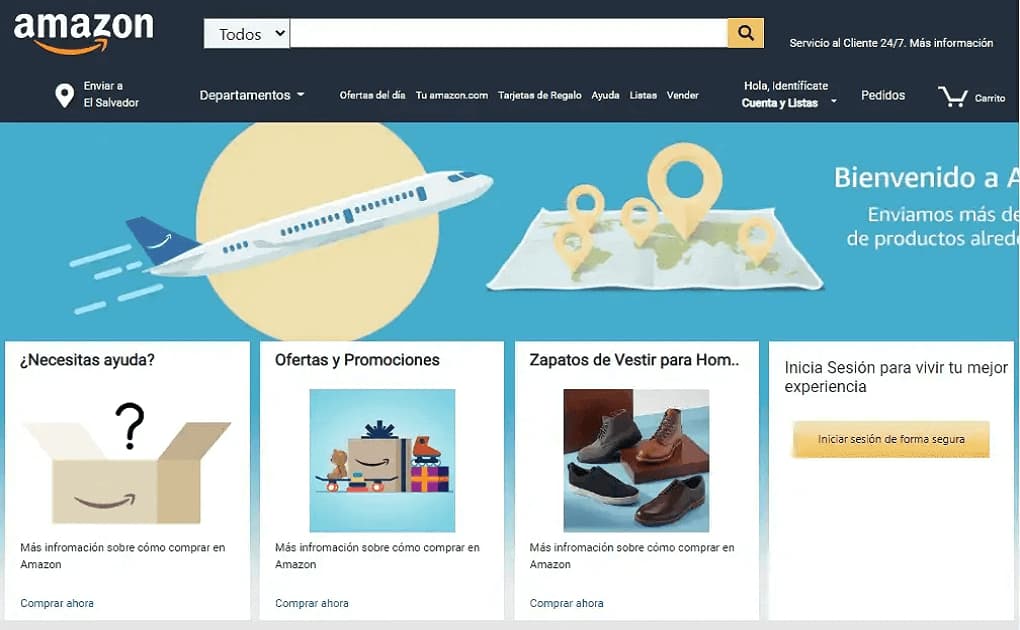 amazon
Todos
Servicio al Cliente 24/7. Más información
Enviar a
El Salvador
Departamentos
Ofertas del día Tu amazon.com Tarjetas de Regalo Ayuda Listas Vender
Hola, Identifícate
Cuenta y Listas
Pedidos
Carrito
Bienvenido a A
Enviamos más de
de productos alrede
¿Necesitas ayuda?
?
Más infromación sobre cómo comprar en
Amazon
Comprar ahora
Ofertas y Promociones
Más infromación sobre cómo comprar en
Amazon
Comprar ahora
Zapatos de Vestir para Hom..
Más infromación sobre cómo comprar en
Amazon
Comprar ahora
Inicia Sesión para vivir tu mejor
experiencia
Iniciar sesión de forma segura